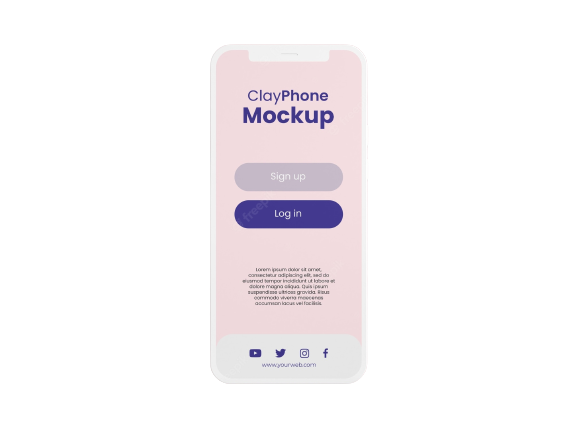 ClayPhone
Mockup
Sign up
Log in
Lorem ipsum dolor sit amet,
consectetur adipiscing elit, sed do
eiusmod tempor incididunt ut labore et
dolor magna aliqua. Quis ipsum
suspendisse ultrices gravida. Risus
commodo viverra maecenas
accumsan lacus vel facilisis.
www.yourweb.com